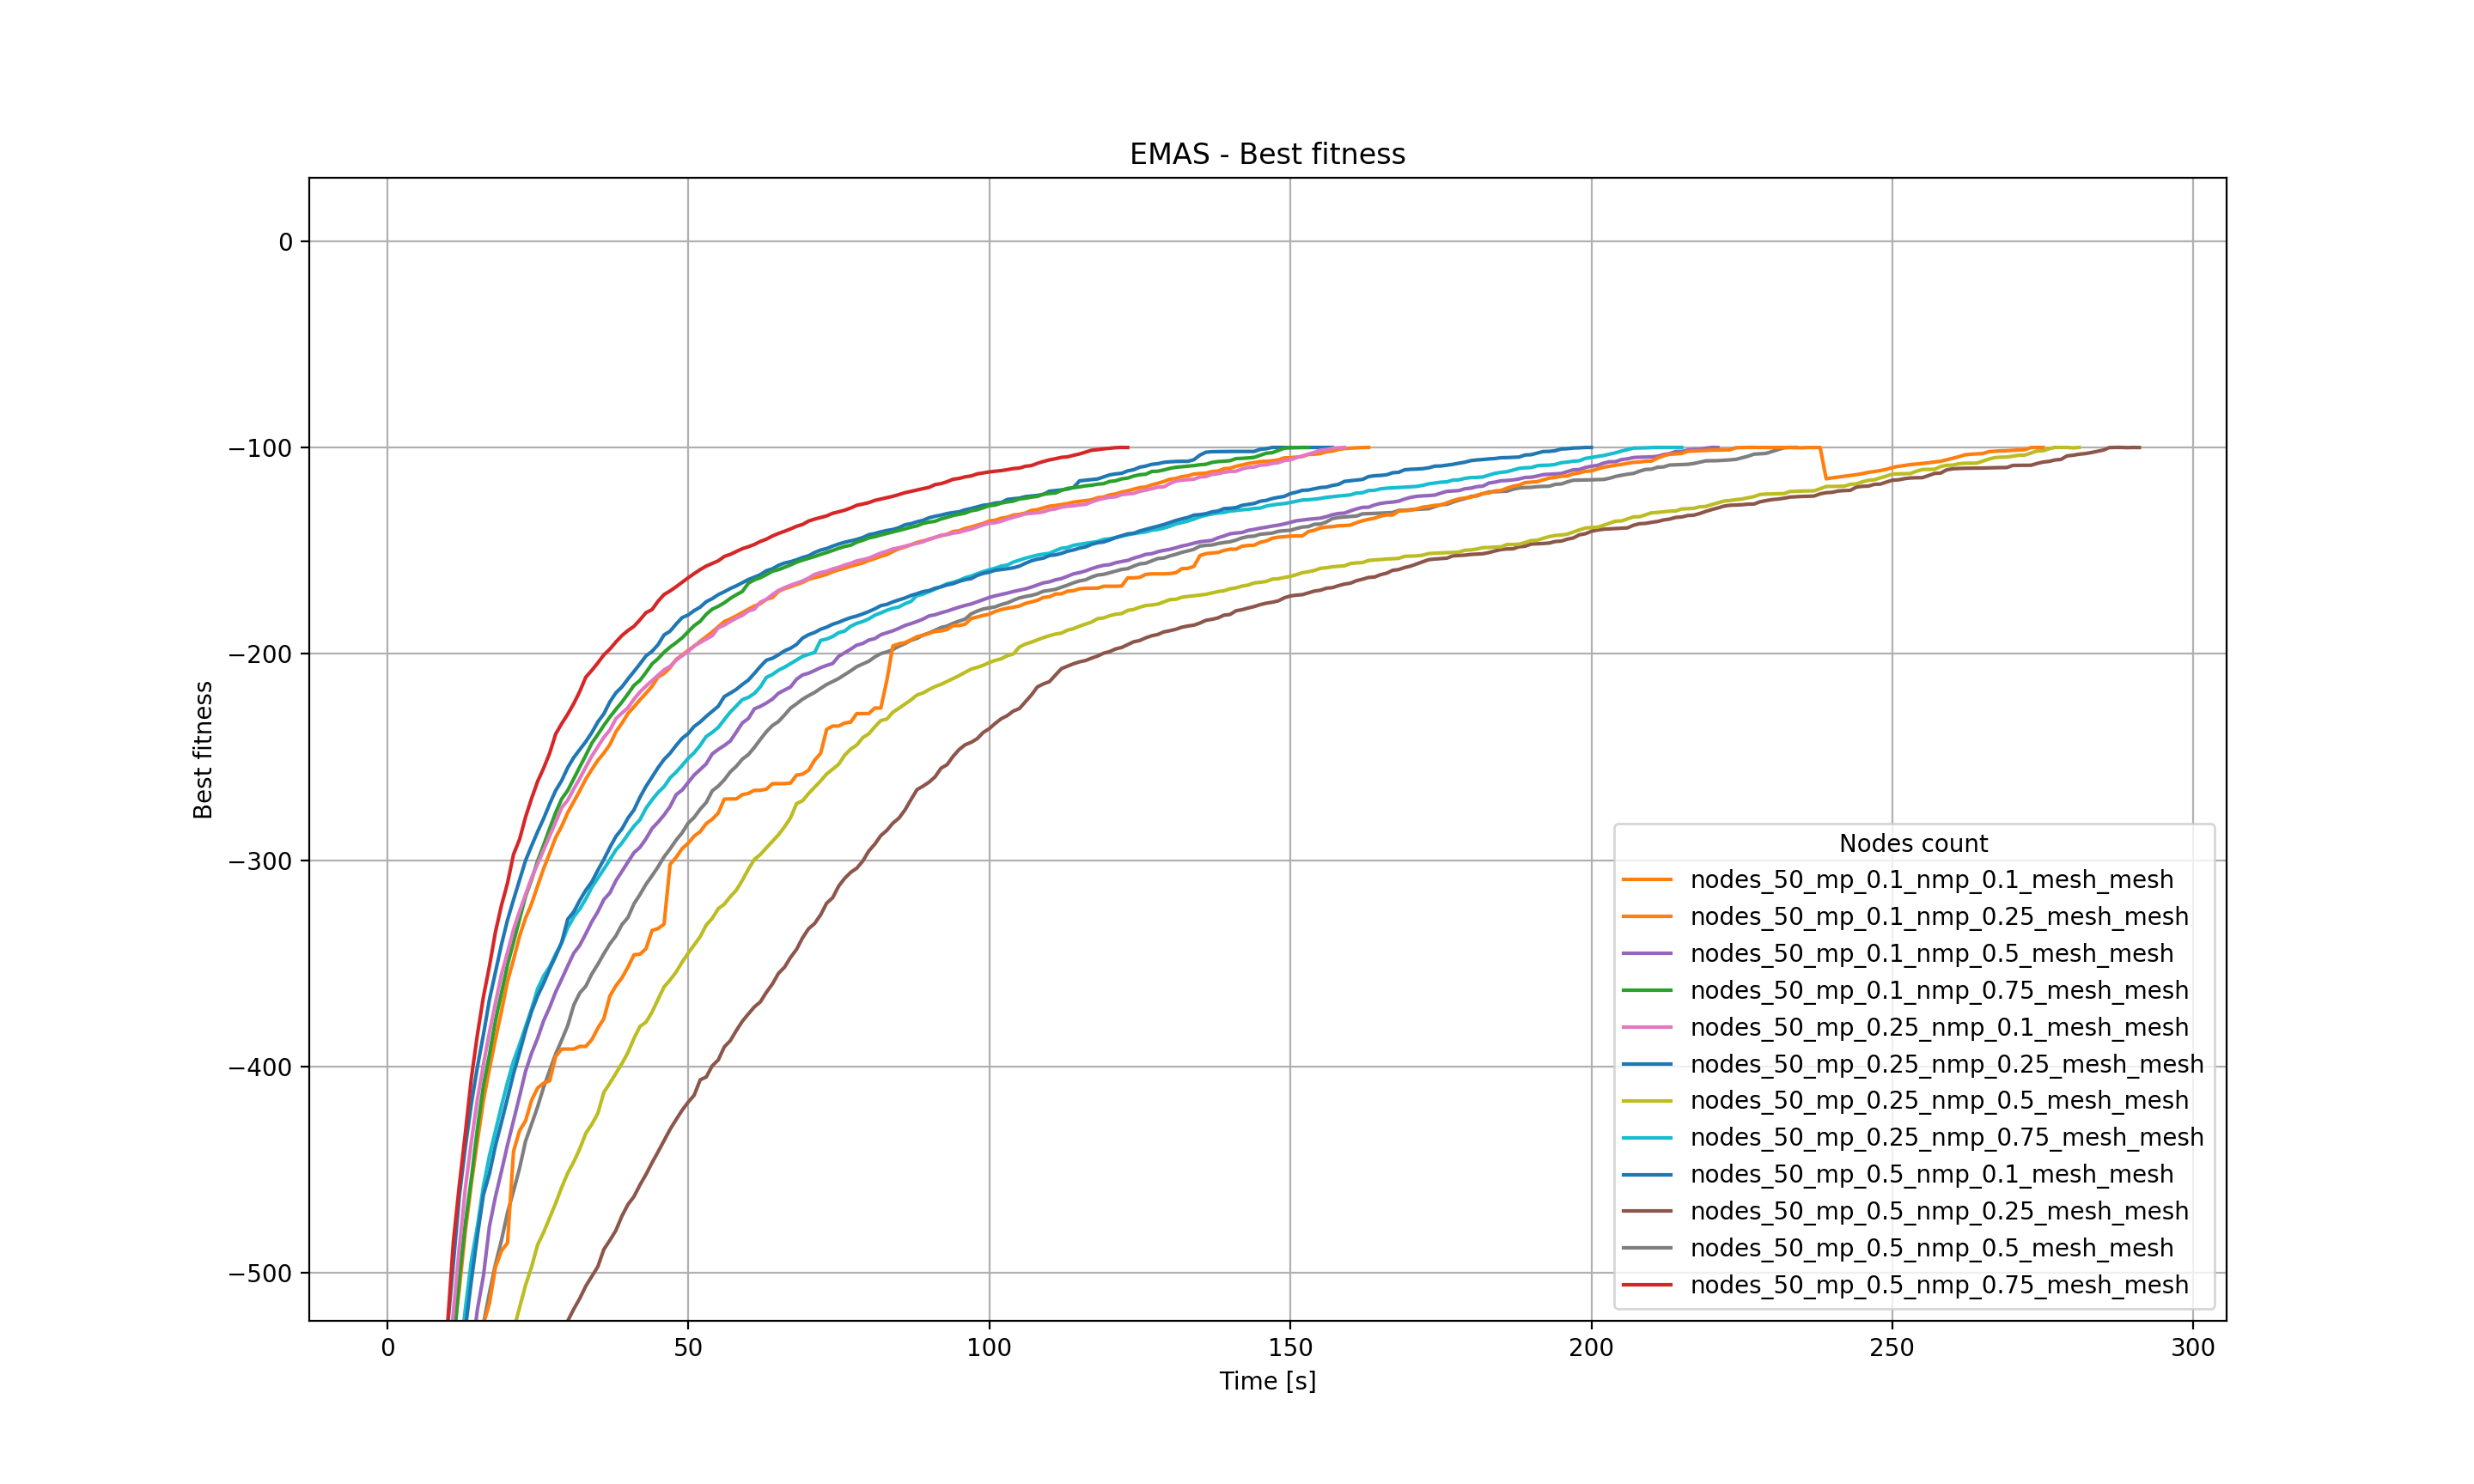 EMAS - Best fitness
0
−100
−200
−300
−400
−500
Best fitness
Nodes count
nodes_50_mp_0.1_nmp_0.1_mesh_mesh
nodes_50_mp_0.1_nmp_0.25_mesh_mesh
nodes_50_mp_0.1_nmp_0.5_mesh_mesh
nodes_50_mp_0.1_nmp_0.75_mesh_mesh
nodes_50_mp_0.25_nmp_0.1_mesh_mesh
nodes_50_mp_0.25_nmp_0.25_mesh_mesh
nodes_50_mp_0.25_nmp_0.5_mesh_mesh
nodes_50_mp_0.25_nmp_0.75_mesh_mesh
nodes_50_mp_0.5_nmp_0.1_mesh_mesh
nodes_50_mp_0.5_nmp_0.25_mesh_mesh
nodes_50_mp_0.5_nmp_0.5_mesh_mesh
nodes_50_mp_0.5_nmp_0.75_mesh_mesh
0 50 100 150 200 250 300
Time [s]